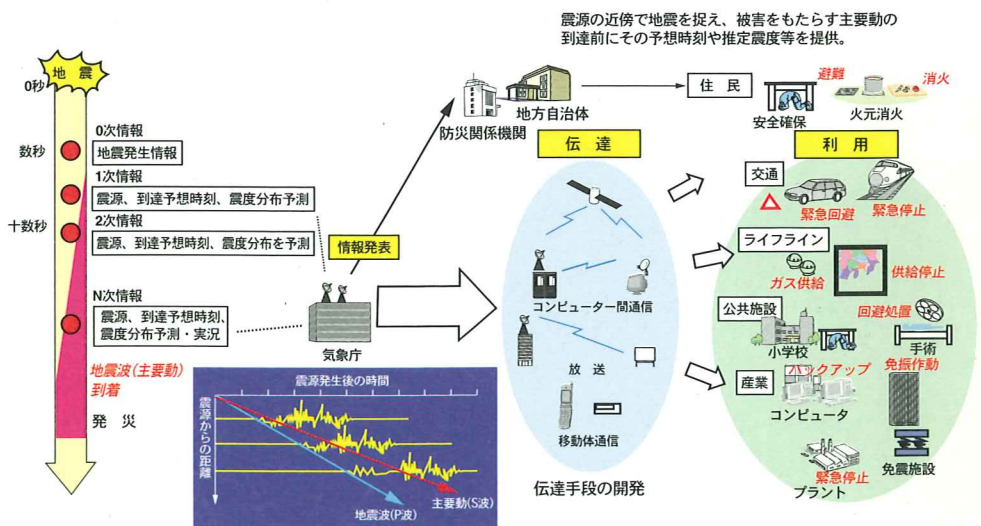 震源の近傍で地震を捉え、被害をもたらす主要動の
到達前にその予想時刻や推定震度等を提供。
地震
0秒
0次情報
数秒
地震発生情報
1次情報
震源、到達予想時刻、震度分布予測
十数秒
2次情報
震源、到達予想時刻、震度分布を予測
N次情報
震源、到達予想時刻、
震度分布予測・実況
地震波(主要動)
到着
発災
情報発表
気象庁
防災関係機関
地方自治体
住民
避難
消火
安全確保
火元消火
伝達
コンピューター間通信
放送
移動体通信
伝達手段の開発
利用
交通
緊急回避
緊急停止
ライフライン
ガス供給
供給停止
公共施設
回避処置
小学校
手術
産業
バックアップ
免振作動
コンピュータ
緊急停止
プラント
免震施設
震源発生後の時間
震源からの距離
主要動(S波)
地震波(P波)